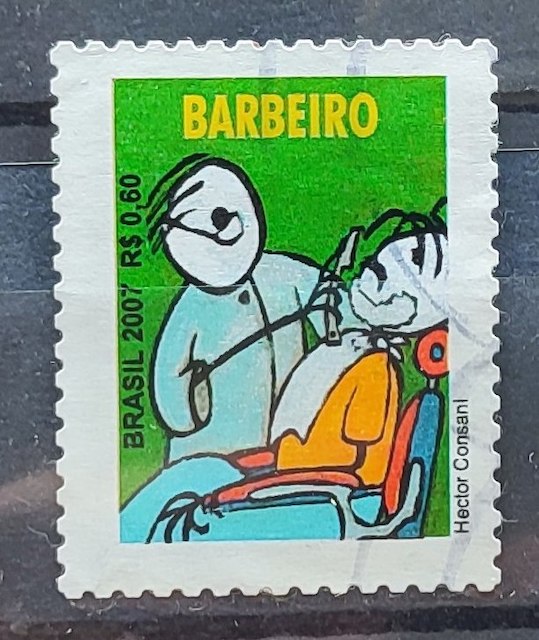 BARBEIRO
BRASIL 2007 R$ 0,60
Hector Consani